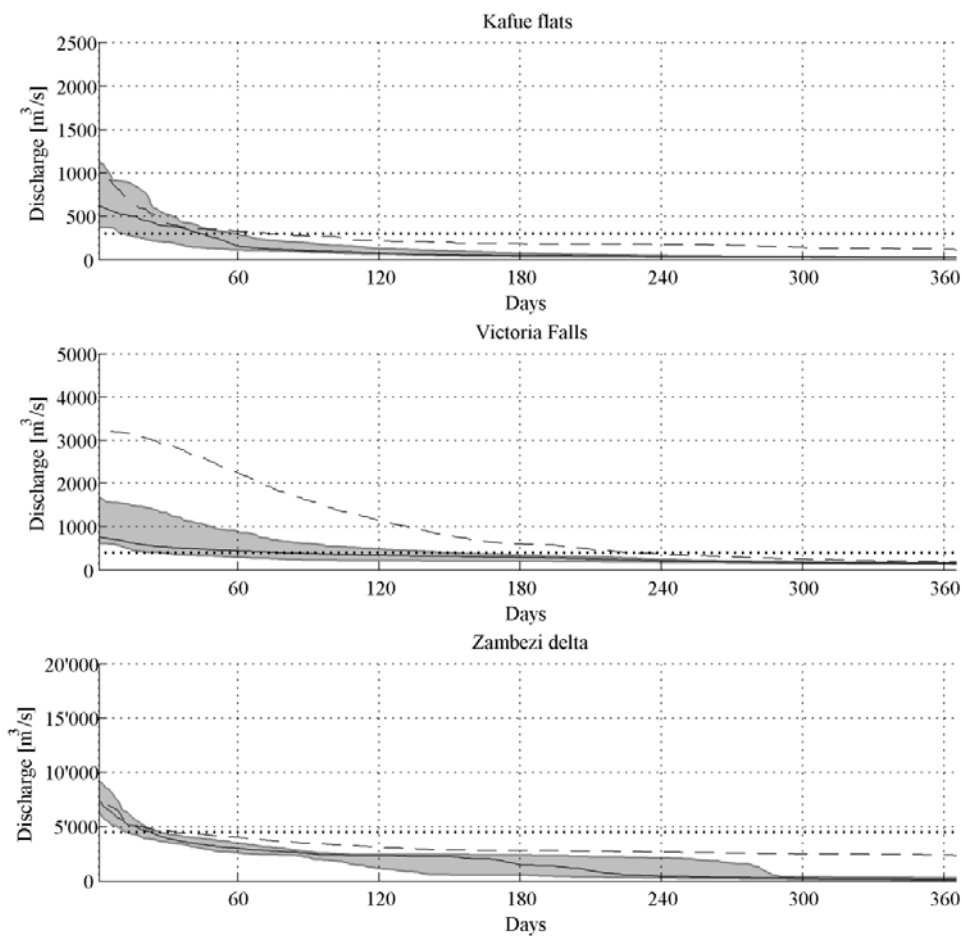 Kafue flats
2500
2000
1500
1000
500
0
Discharge [m³/s]
60 120 180 240 300 360
Days
Victoria Falls
5000
4000
3000
2000
1000
0
Discharge [m³/s]
60 120 180 240 300 360
Days
Zambezi delta
20'000
15'000
10'000
5'000
0
Discharge [m³/s]
60 120 180 240 300 360
Days